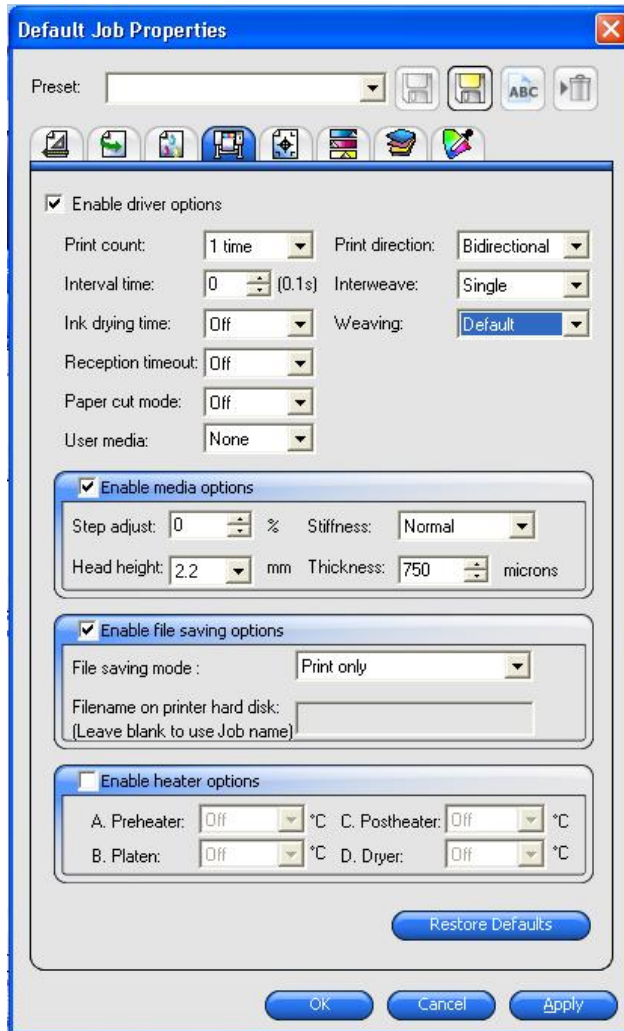 Default Job Properties
Preset:
ABC
Enable driver options
Print count: 1 time Print direction: Bidirectional
Interval time: 0 (0.1s) Interweave: Single
Ink drying time: Off Weaving: Default
Reception timeout: Off
Paper cut mode: Off
User media: None
Enable media options
Step adjust: 0 % Stiffness: Normal
Head height: 2.2 mm Thickness: 750 microns
Enable file saving options
File saving mode : Print only
Filename on printer hard disk:
(Leave blank to use Job name)
Enable heater options
A. Preheater: Off °C C. Postheater: Off °C
B. Platen: Off °C D. Dryer: Off °C
Restore Defaults
OK Cancel Apply